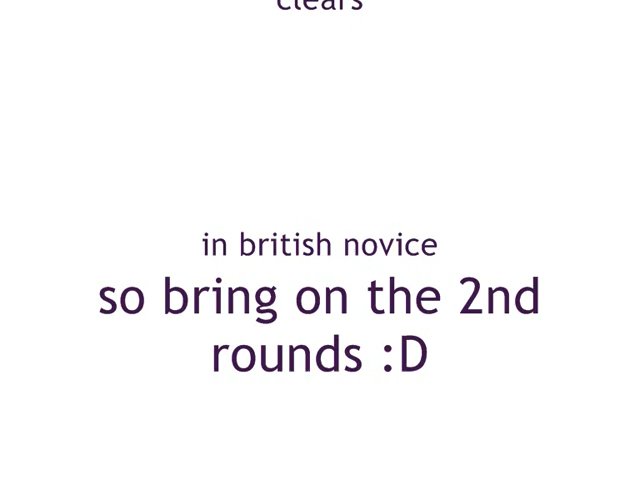 clears
in british novice
so bring on the 2nd
rounds :D